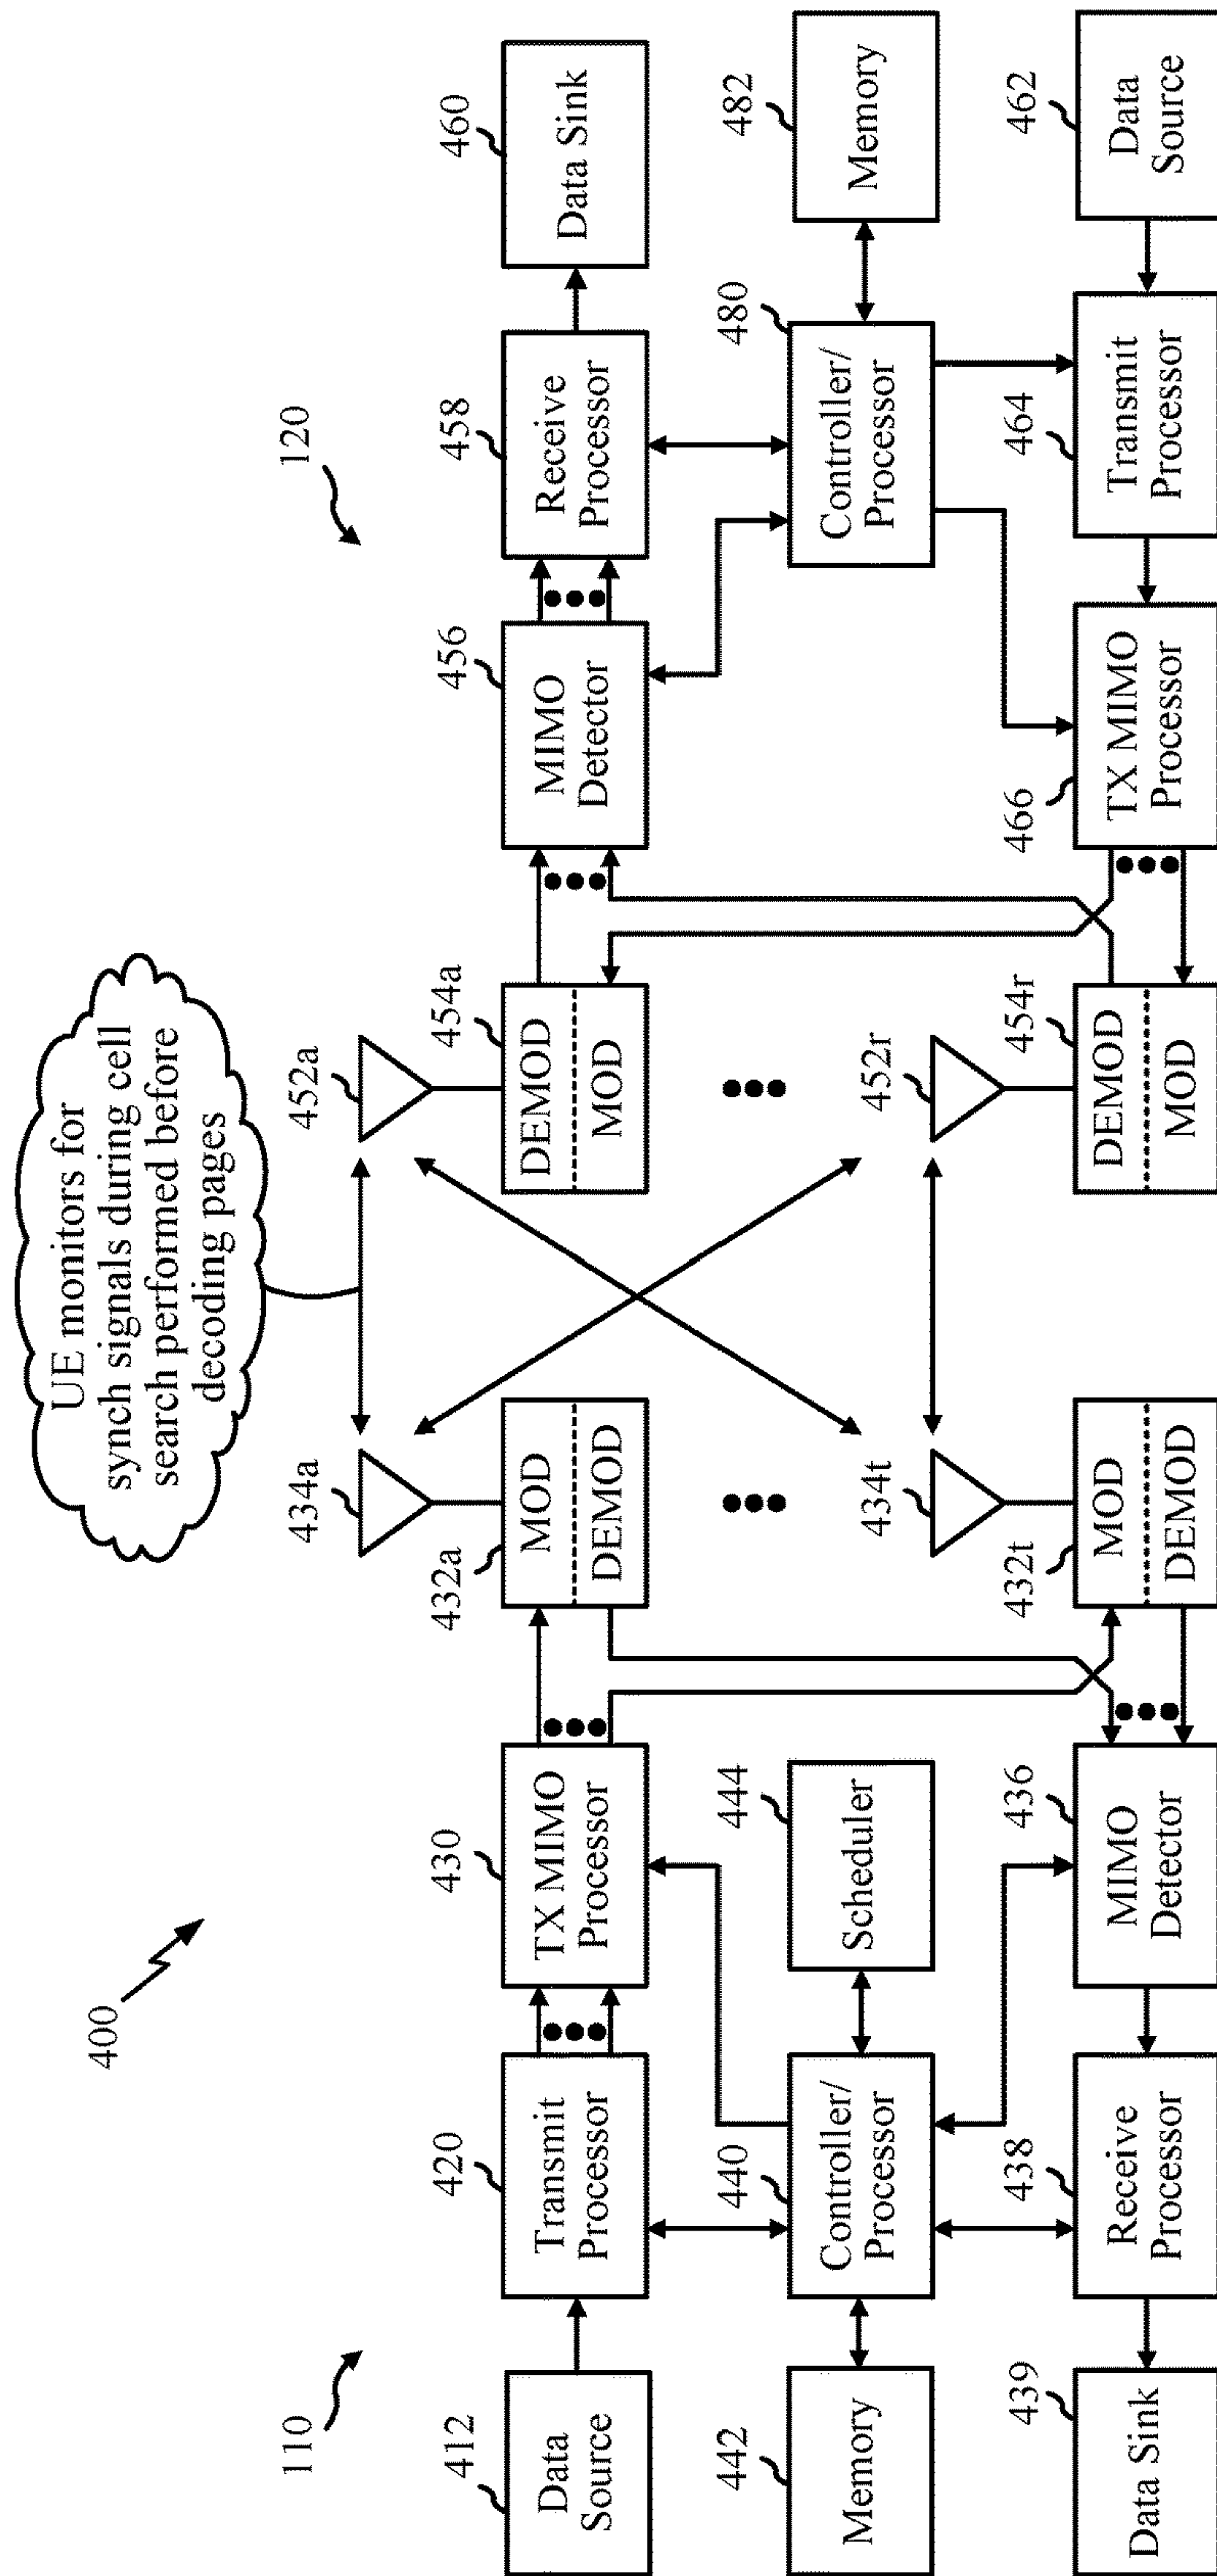 UE monitors for
synch signals during cell
search performed before
decoding pages
400
110
120
412
Data
Source
420
Transmit
Processor
430
TX MIMO
Processor
432a
MOD
DEMOD
434a
452a
454a
DEMOD
MOD
456
MIMO
Detector
458
Receive
Processor
460
Data Sink
442
Memory
440
Controller/
Processor
444
Scheduler
480
Controller/
Processor
482
Memory
439
Data Sink
438
Receive
Processor
436
MIMO
Detector
432t
MOD
DEMOD
434t
452r
454r
DEMOD
MOD
466
TX MIMO
Processor
464
Transmit
Processor
462
Data
Source